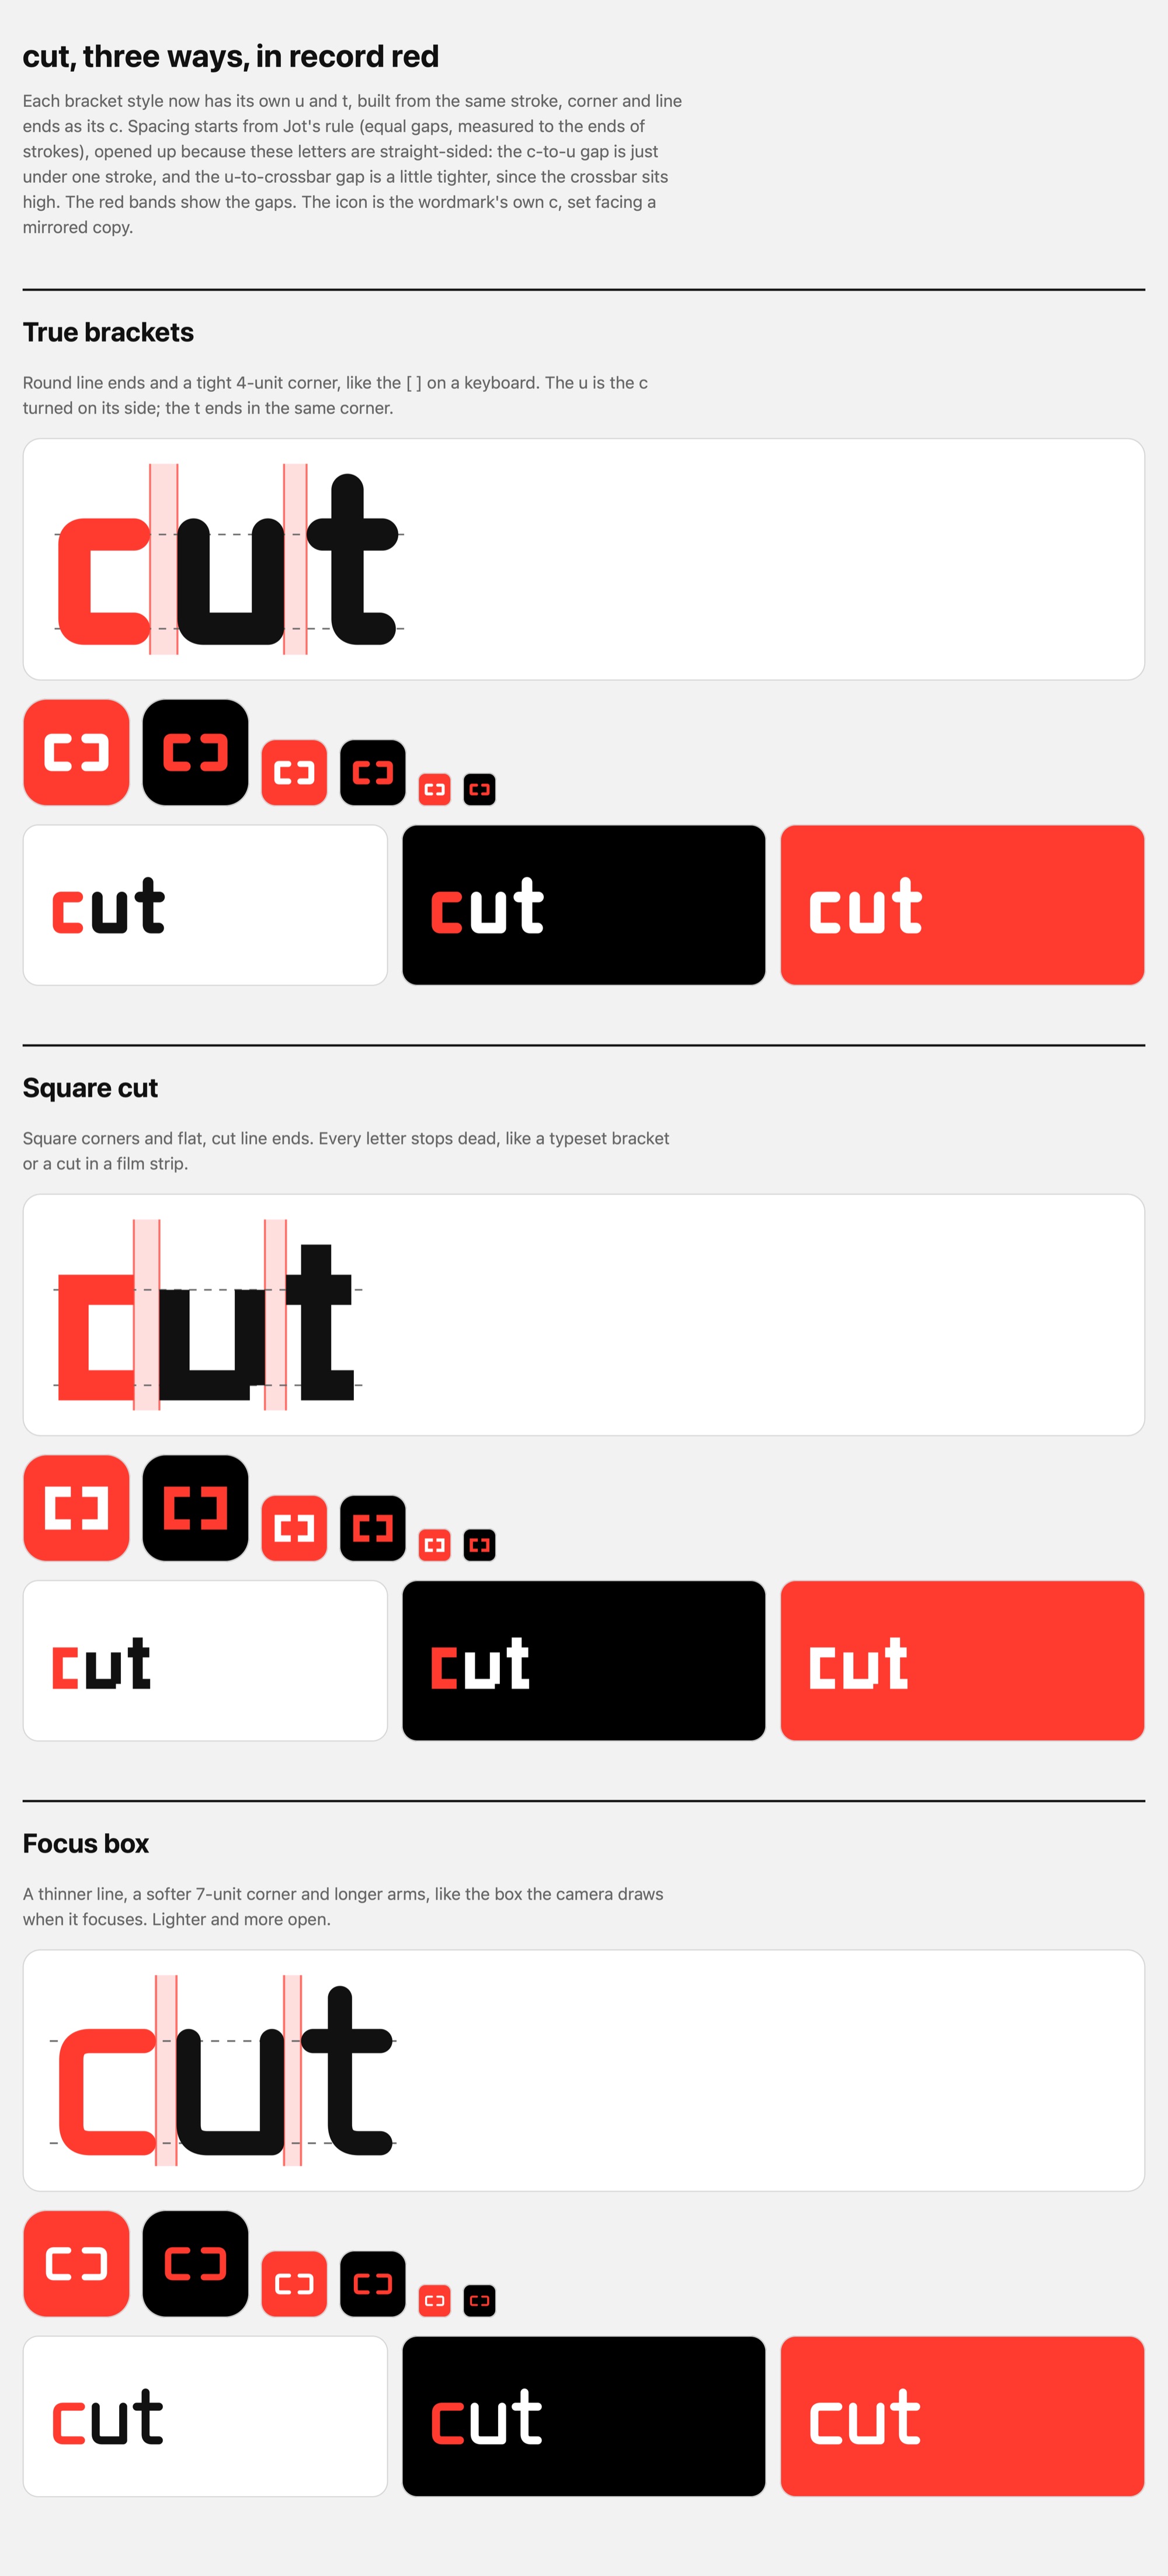 cut, three ways, in record red
Each bracket style now has its own u and t, built from the same stroke, corner and line
ends as its c. Spacing starts from Jot's rule (equal gaps, measured to the ends of
strokes), opened up because these letters are straight-sided: the c-to-u gap is just
under one stroke, and the u-to-crossbar gap is a little tighter, since the crossbar sits
high. The red bands show the gaps. The icon is the wordmark's own c, set facing a
mirrored copy.
True brackets
Round line ends and a tight 4-unit corner, like the [ ] on a keyboard. The u is the c
turned on its side; the t ends in the same corner.
cut
cut
cut
cut
Square cut
Square corners and flat, cut line ends. Every letter stops dead, like a typeset bracket
or a cut in a film strip.
cut
cut
cut
cut
Focus box
A thinner line, a softer 7-unit corner and longer arms, like the box the camera draws
when it focuses. Lighter and more open.
cut
cut
cut
cut